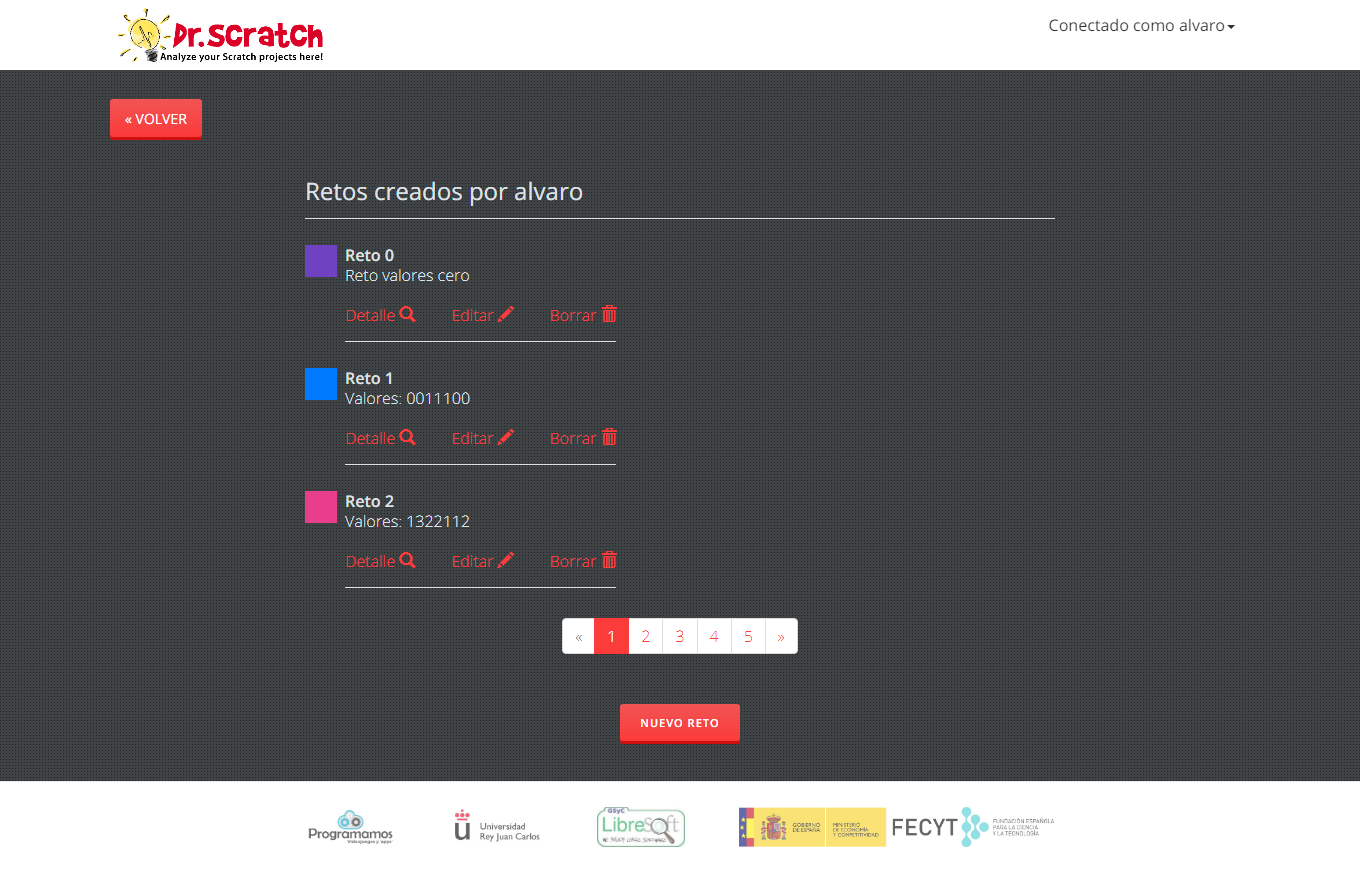 Dr. Scratch
Analyze your Scratch projects here!
Conectado como alvaro
« VOLVER
Retos creados por alvaro
Reto 0
Reto valores cero
Detalle Editar Borrar
Reto 1
Valores: 0011100
Detalle Editar Borrar
Reto 2
Valores: 1322112
Detalle Editar Borrar
« 1 2 3 4 5 »
NUEVO RETO
Programamos
Videojuegos y apps
u
Universidad
Rey Juan Carlos
GSyC
LibreSoft
GOBIERNO
DE ESPAÑA
MINISTERIO
DE ECONOMÍA
Y COMPETITIVIDAD
FECYT
FUNDACIÓN ESPAÑOLA
PARA LA CIENCIA
Y LA TECNOLOGÍA